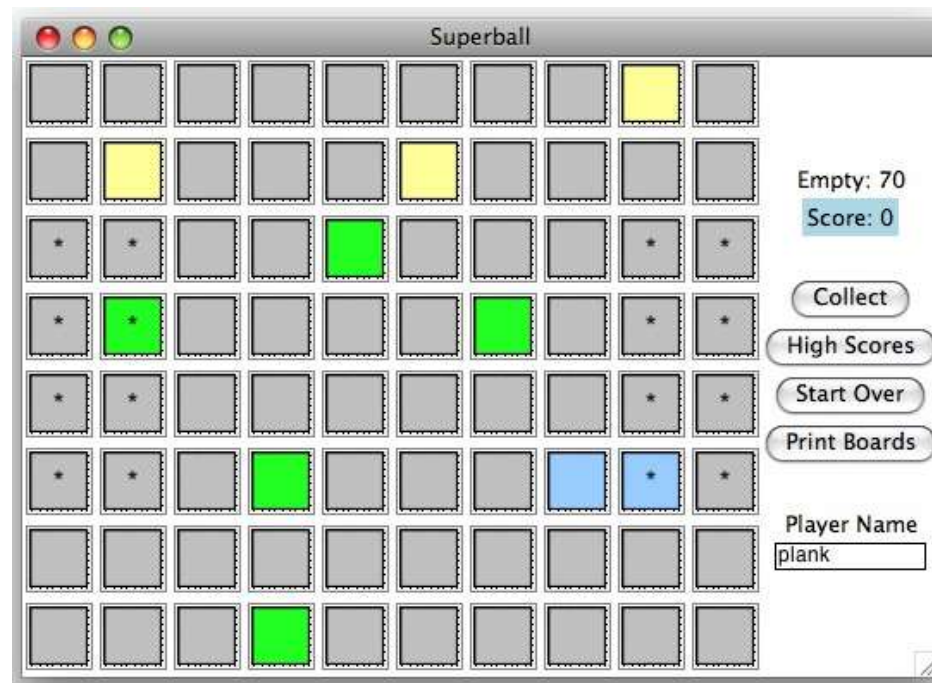 Superball
Empty: 70
Score: 0
* * * *
Collect
* * * *
High Scores
* * * *
Start Over
Print Boards
* * * *
Player Name
plank